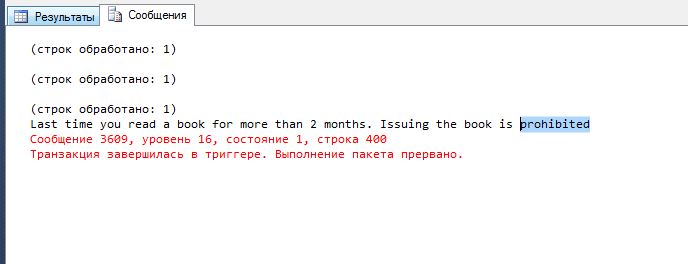 Результаты Сообщения
(строк обработано: 1)
(строк обработано: 1)
(строк обработано: 1)
Last time you read a book for more than 2 months. Issuing the book is prohibited
Сообщение 3609, уровень 16, состояние 1, строка 400
Транзакция завершилась в триггере. Выполнение пакета прервано.